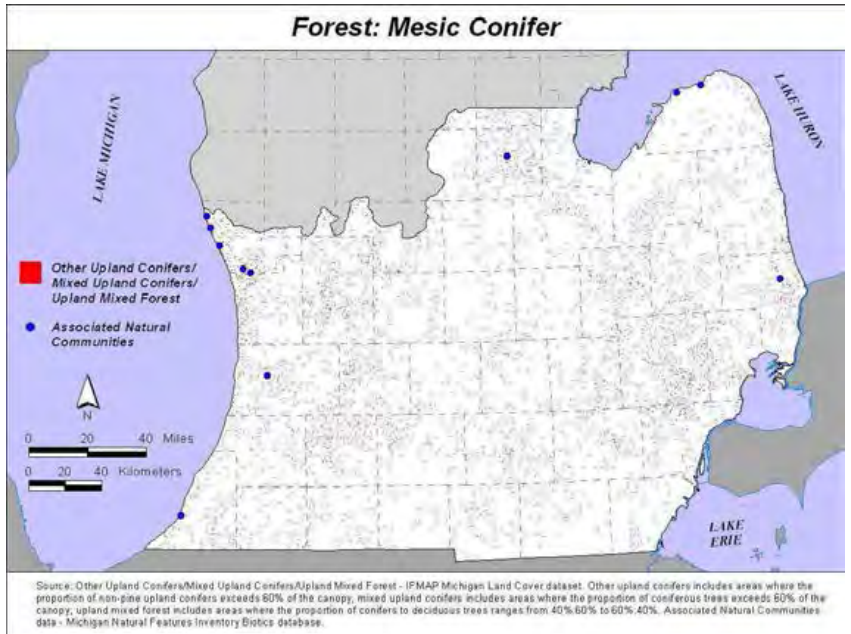 Forest: Mesic Conifer
LAKE MICHIGAN
LAKE HURON
Other Upland Conifers/
Mixed Upland Conifers/
Upland Mixed Forest
Associated Natural
Communities
N
0 20 40 Miles
0 20 40 Kilometers
LAKE
ERIE
Source: Other Upland Conifers/Mixed Upland Conifers/Upland Mixed Forest - IFMAP Michigan Land Cover dataset. Other upland conifers includes areas where the
proportion of non-pine upland conifers exceeds 60% of the canopy, mixed upland conifers includes areas where the proportion of coniferous trees exceeds 60% of the
canopy, upland mixed forest includes areas where the proportion of conifers to deciduous trees ranges from 40%:60% to 60%:40%. Associated Natural Communities
data - Michigan Natural Features Inventory Biotics database.